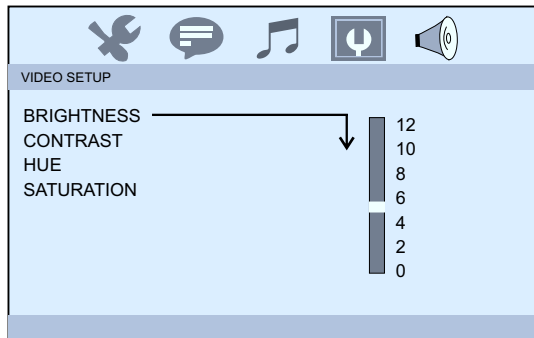 VIDEO SETUP
BRIGHTNESS
CONTRAST
HUE
SATURATION
12
10
8
6
4
2
0